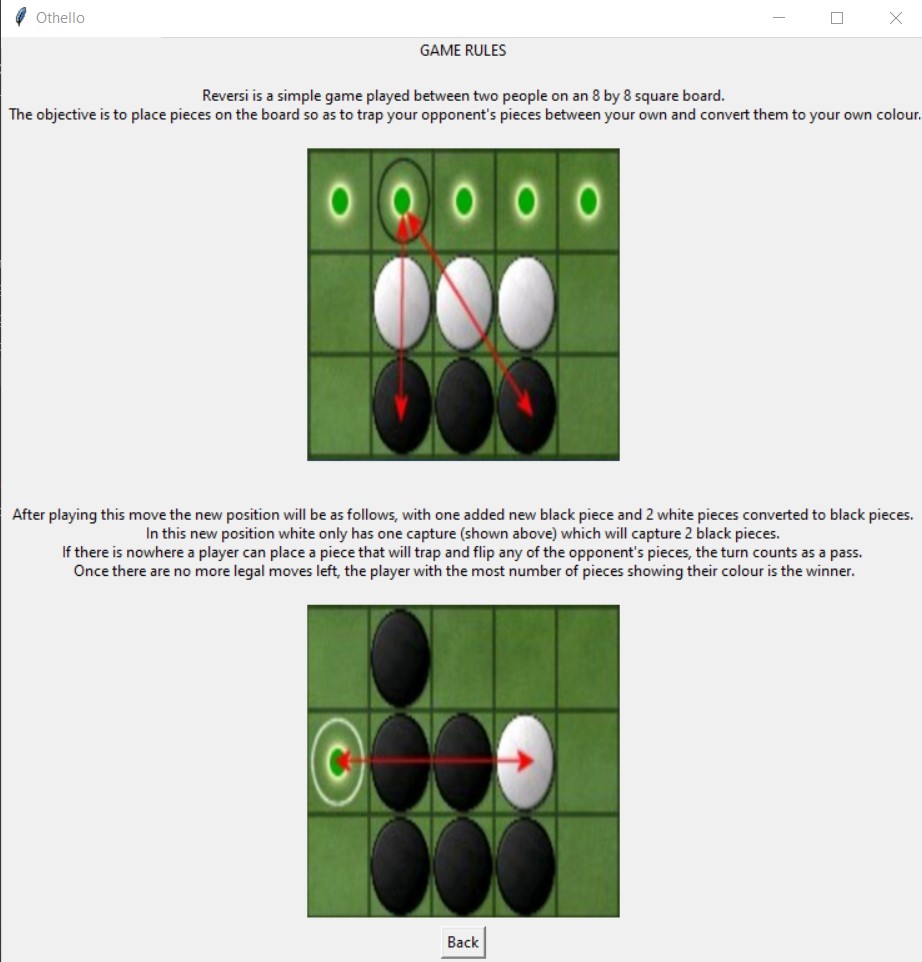 Othello
GAME RULES
Reversi is a simple game played between two people on an 8 by 8 square board.
The objective is to place pieces on the board so as to trap your opponent's pieces between your own and convert them to your own colour.
After playing this move the new position will be as follows, with one added new black piece and 2 white pieces converted to black pieces.
In this new position white only has one capture (shown above) which will capture 2 black pieces.
If there is nowhere a player can place a piece that will trap and flip any of the opponent's pieces, the turn counts as a pass.
Once there are no more legal moves left, the player with the most number of pieces showing their colour is the winner.
Back